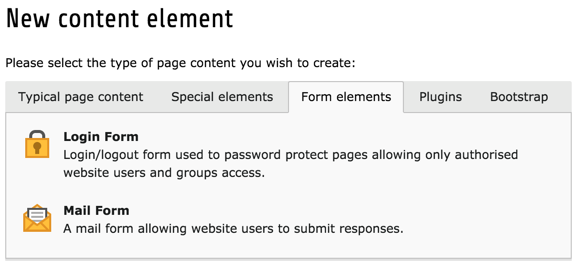 New content element
Please select the type of page content you wish to create:
Typical page content Special elements Form elements Plugins Bootstrap
Login Form
Login/logout form used to password protect pages allowing only authorised
website users and groups access.
Mail Form
A mail form allowing website users to submit responses.